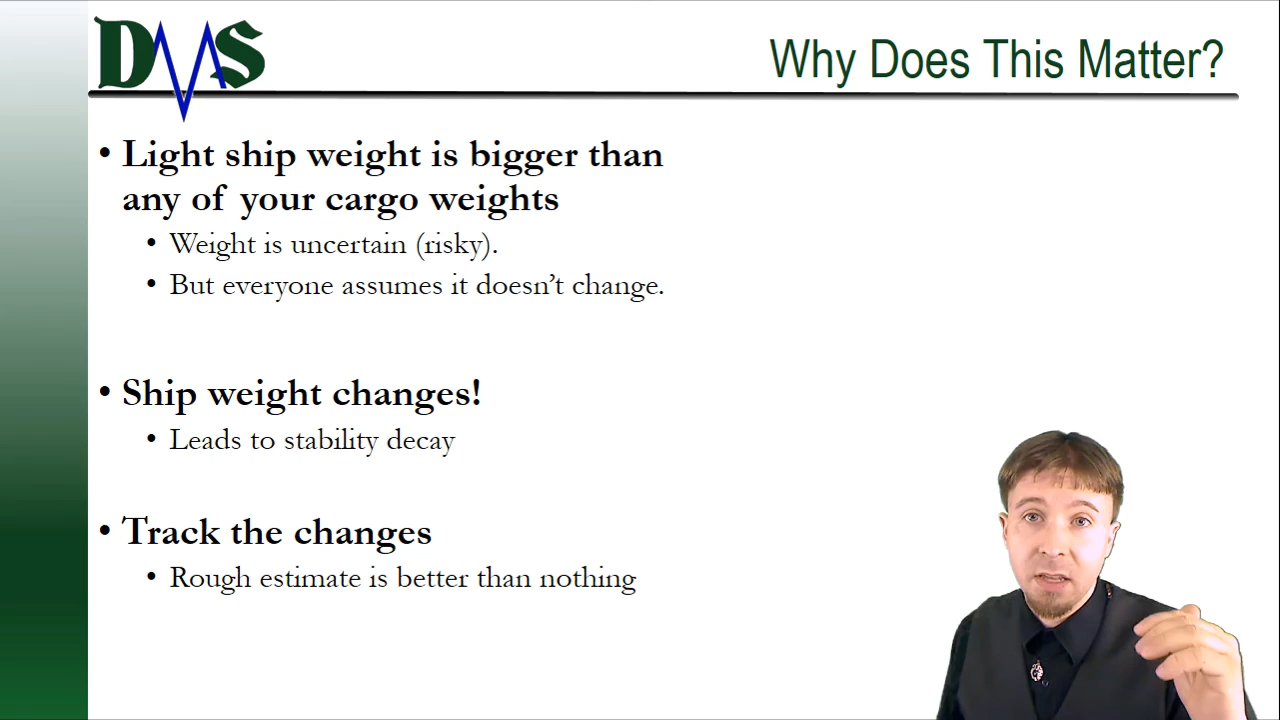 DMS
Why Does This Matter?
• Light ship weight is bigger than
any of your cargo weights
• Weight is uncertain (risky).
• But everyone assumes it doesn’t change.
• Ship weight changes!
• Leads to stability decay
• Track the changes
• Rough estimate is better than nothing